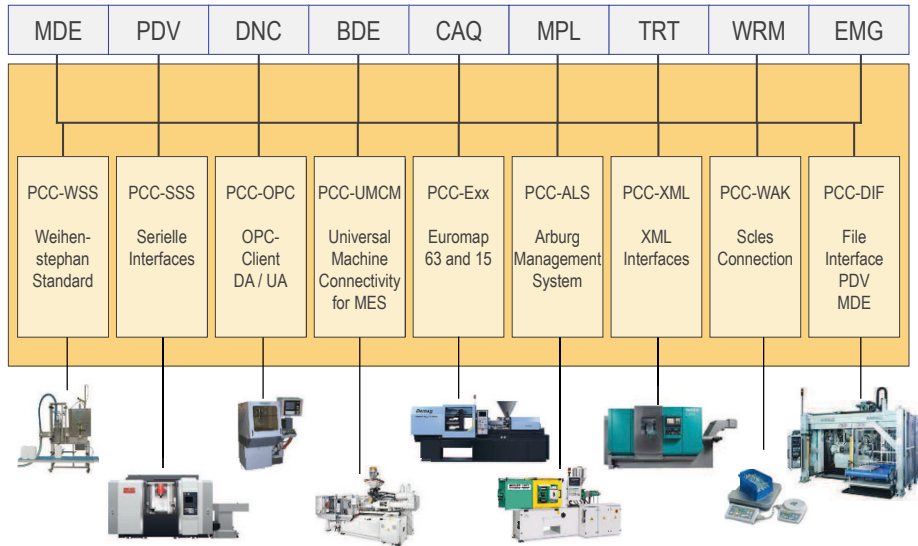 MDE PDV DNC BDE CAQ MPL TRT WRM EMG
PCC-WSS
Weihen-
stephan
Standard
PCC-SSS
Serielle
Interfaces
PCC-OPC
OPC-
Client
DA / UA
PCC-UMCM
Universal
Machine
Connectivity
for MES
PCC-Exx
Euromap
63 and 15
PCC-ALS
Arburg
Management
System
PCC-XML
XML
Interfaces
PCC-WAK
Scles
Connection
PCC-DIF
File
Interface
PDV
MDE
Demag